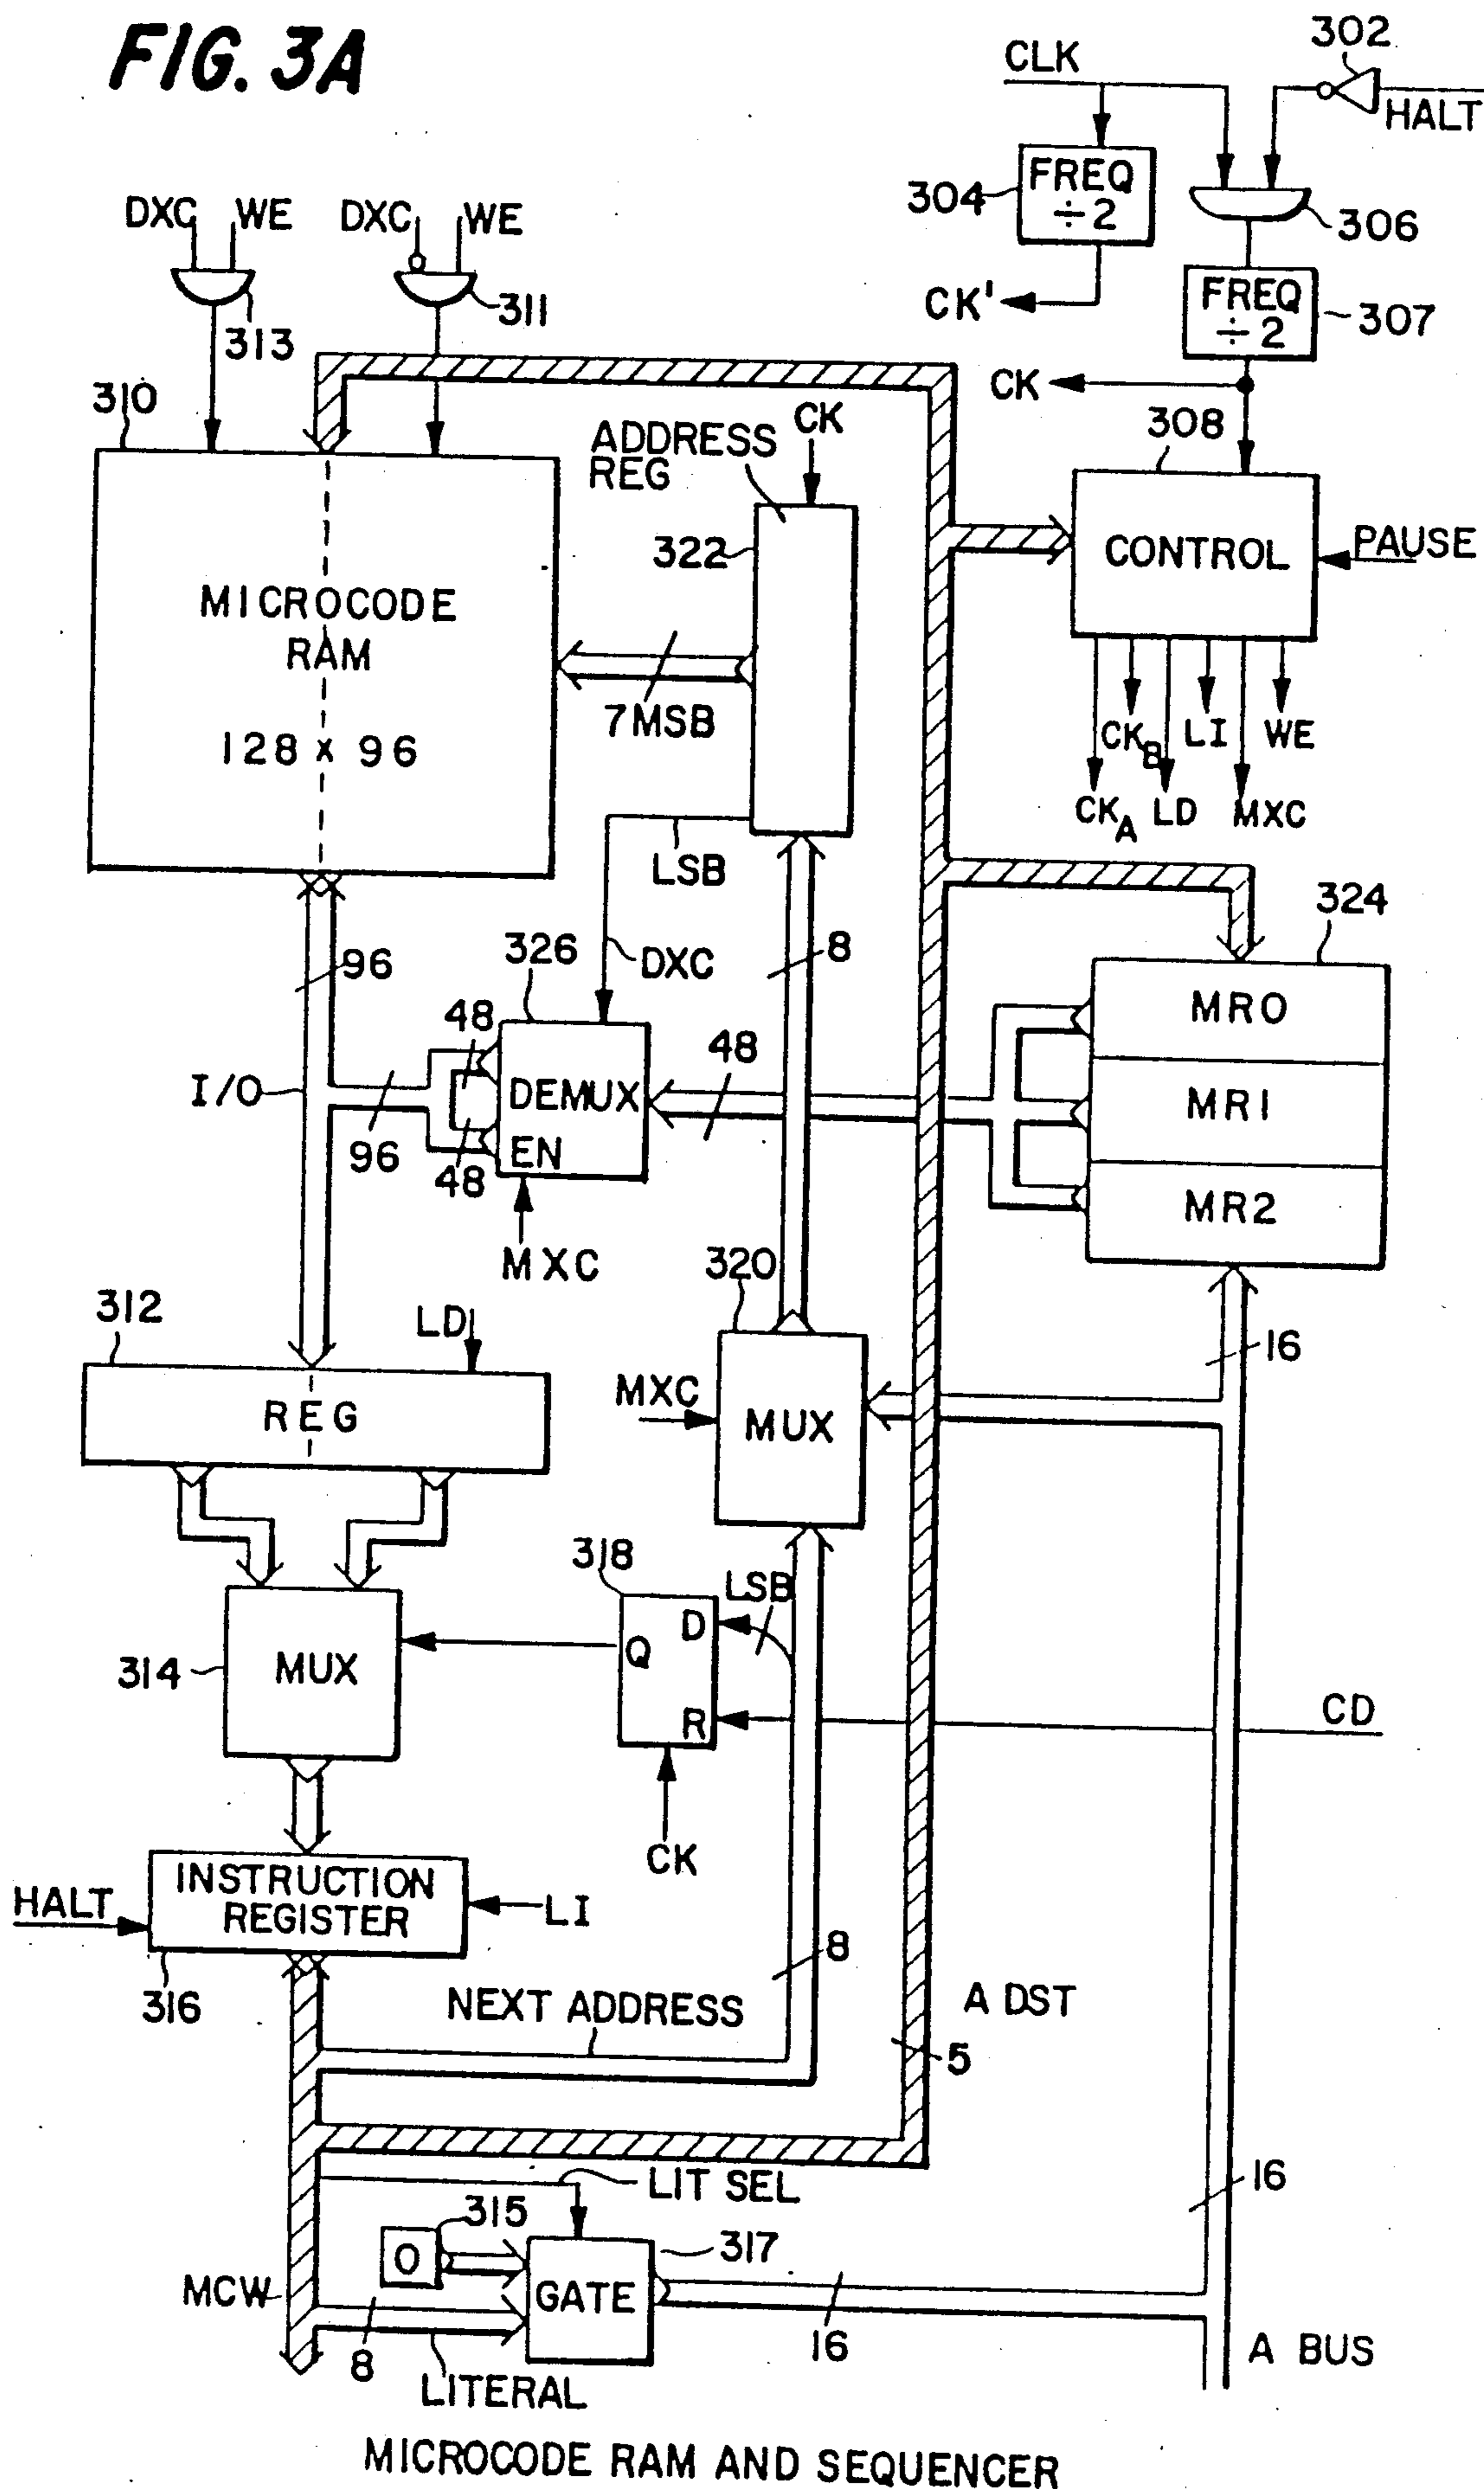 FIG. 3A
CLK
302
HALT
304
FREQ
÷2
306
CK'
FREQ
÷2
307
DXC
WE
DXC
WE
313
311
310
CK
308
ADDRESS
REG
CK
322
CONTROL
PAUSE
MICROCODE
RAM
128 x 96
7MSB
CKB
LI
WE
CKA
LD
MXC
LSB
324
96
326
DXC
8
MR0
48
48
I/O
DEMUX
MR1
96
48
EN
48
MR2
MXC
320
312
LD
16
REG
MXC
MUX
318
LSB
D
Q
314
MUX
R
CD
CK
HALT
INSTRUCTION
REGISTER
LI
316
8
NEXT ADDRESS
A DST
5
LIT SEL
16
315
0
317
MCW
GATE
8
16
A BUS
LITERAL
MICROCODE RAM AND SEQUENCER